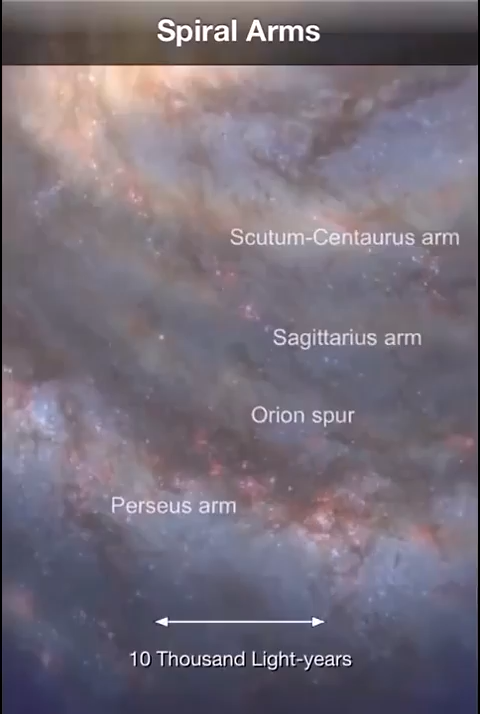 Spiral Arms
Scutum-Centaurus arm
Sagittarius arm
Orion spur
Perseus arm
10 Thousand Light-years